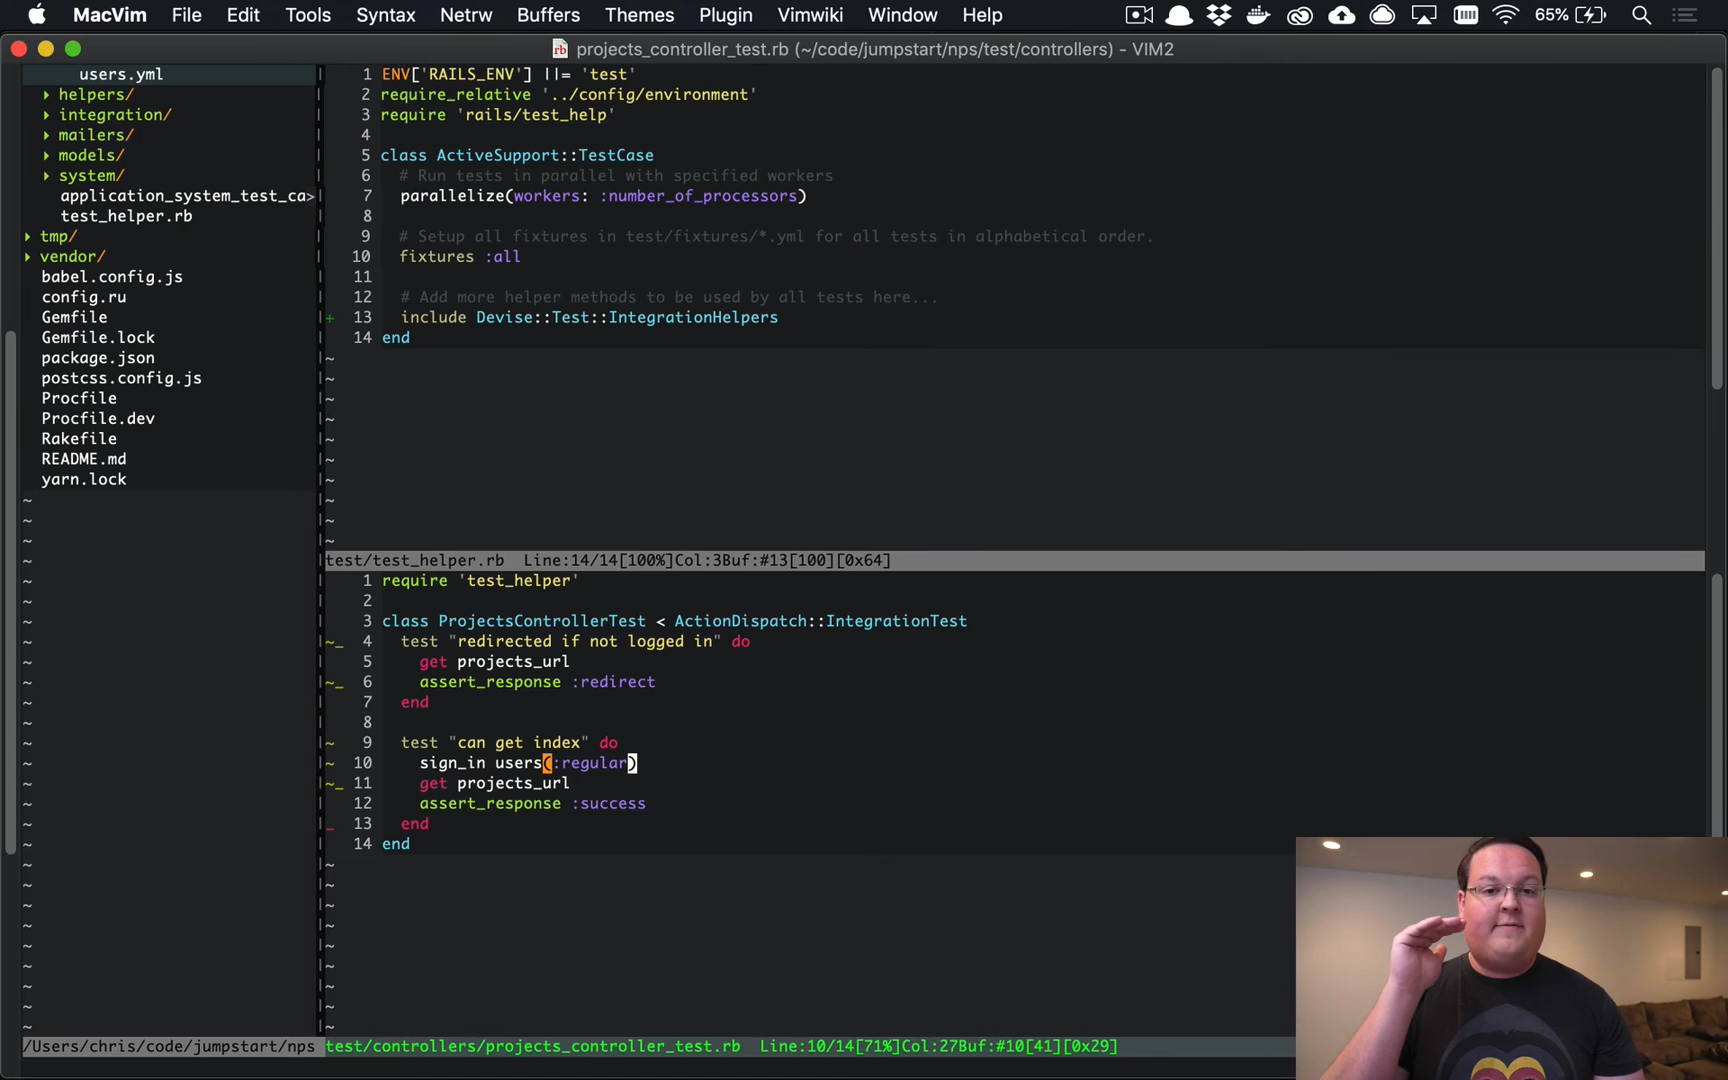 MacVim File Edit Tools Syntax Netrw Buffers Themes Plugin Vimwiki Window Help 65%
projects_controller_test.rb (~/code/jumpstart/nps/test/controllers) - VIM2
users.yml
helpers/
integration/
mailers/
models/
system/
application_system_test_ca>
test_helper.rb
tmp/
vendor/
babel.config.js
config.ru
Gemfile
Gemfile.lock
package.json
postcss.config.js
Procfile
Procfile.dev
Rakefile
README.md
yarn.lock
/Users/chris/code/jumpstart/nps
1 ENV['RAILS_ENV'] ||= 'test'
2 require_relative '../config/environment'
3 require 'rails/test_help'
4
5 class ActiveSupport::TestCase
6 # Run tests in parallel with specified workers
7 parallelize(workers: :number_of_processors)
8
9 # Setup all fixtures in test/fixtures/*.yml for all tests in alphabetical order.
10 fixtures :all
11
12 # Add more helper methods to be used by all tests here...
+ 13 include Devise::Test::IntegrationHelpers
14 end
test/test_helper.rb Line:14/14[100%]Col:3Buf:#13[100][0x64]
1 require 'test_helper'
2
3 class ProjectsControllerTest < ActionDispatch::IntegrationTest
~_ 4 test "redirected if not logged in" do
5 get projects_url
~_ 6 assert_response :redirect
7 end
8
~ 9 test "can get index" do
~ 10 sign_in users(:regular)
~_ 11 get projects_url
12 assert_response :success
_ 13 end
14 end
test/controllers/projects_controller_test.rb Line:10/14[71%]Col:27Buf:#10[41][0x29]